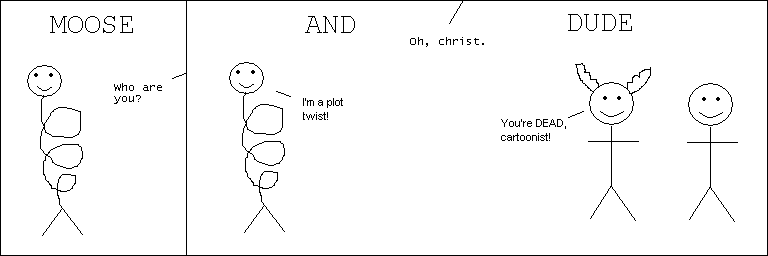 MOOSE AND DUDE
Who are
you?
I'm a plot
twist!
Oh, christ.
You're DEAD,
cartoonist!